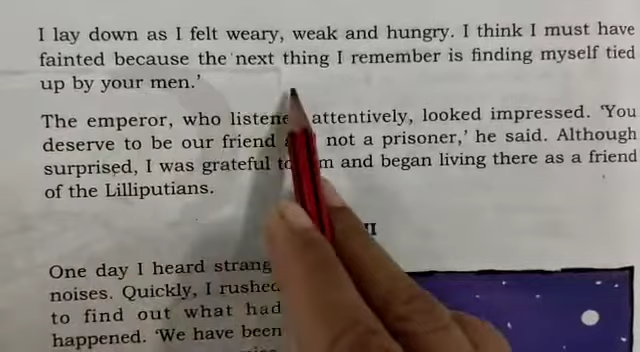 I lay down as I felt weary, weak and hungry. I think I must have
fainted because the next thing I remember is finding myself tied
up by your men.'
The emperor, who listene attentively, looked impressed. 'You
deserve to be our friend not a prisoner,' he said. Although
surprised, I was grateful to m and began living there as a friend
of the Lilliputians.
II
One day I heard strang
noises. Quickly, I rushed
to find out what had
happened. 'We have been